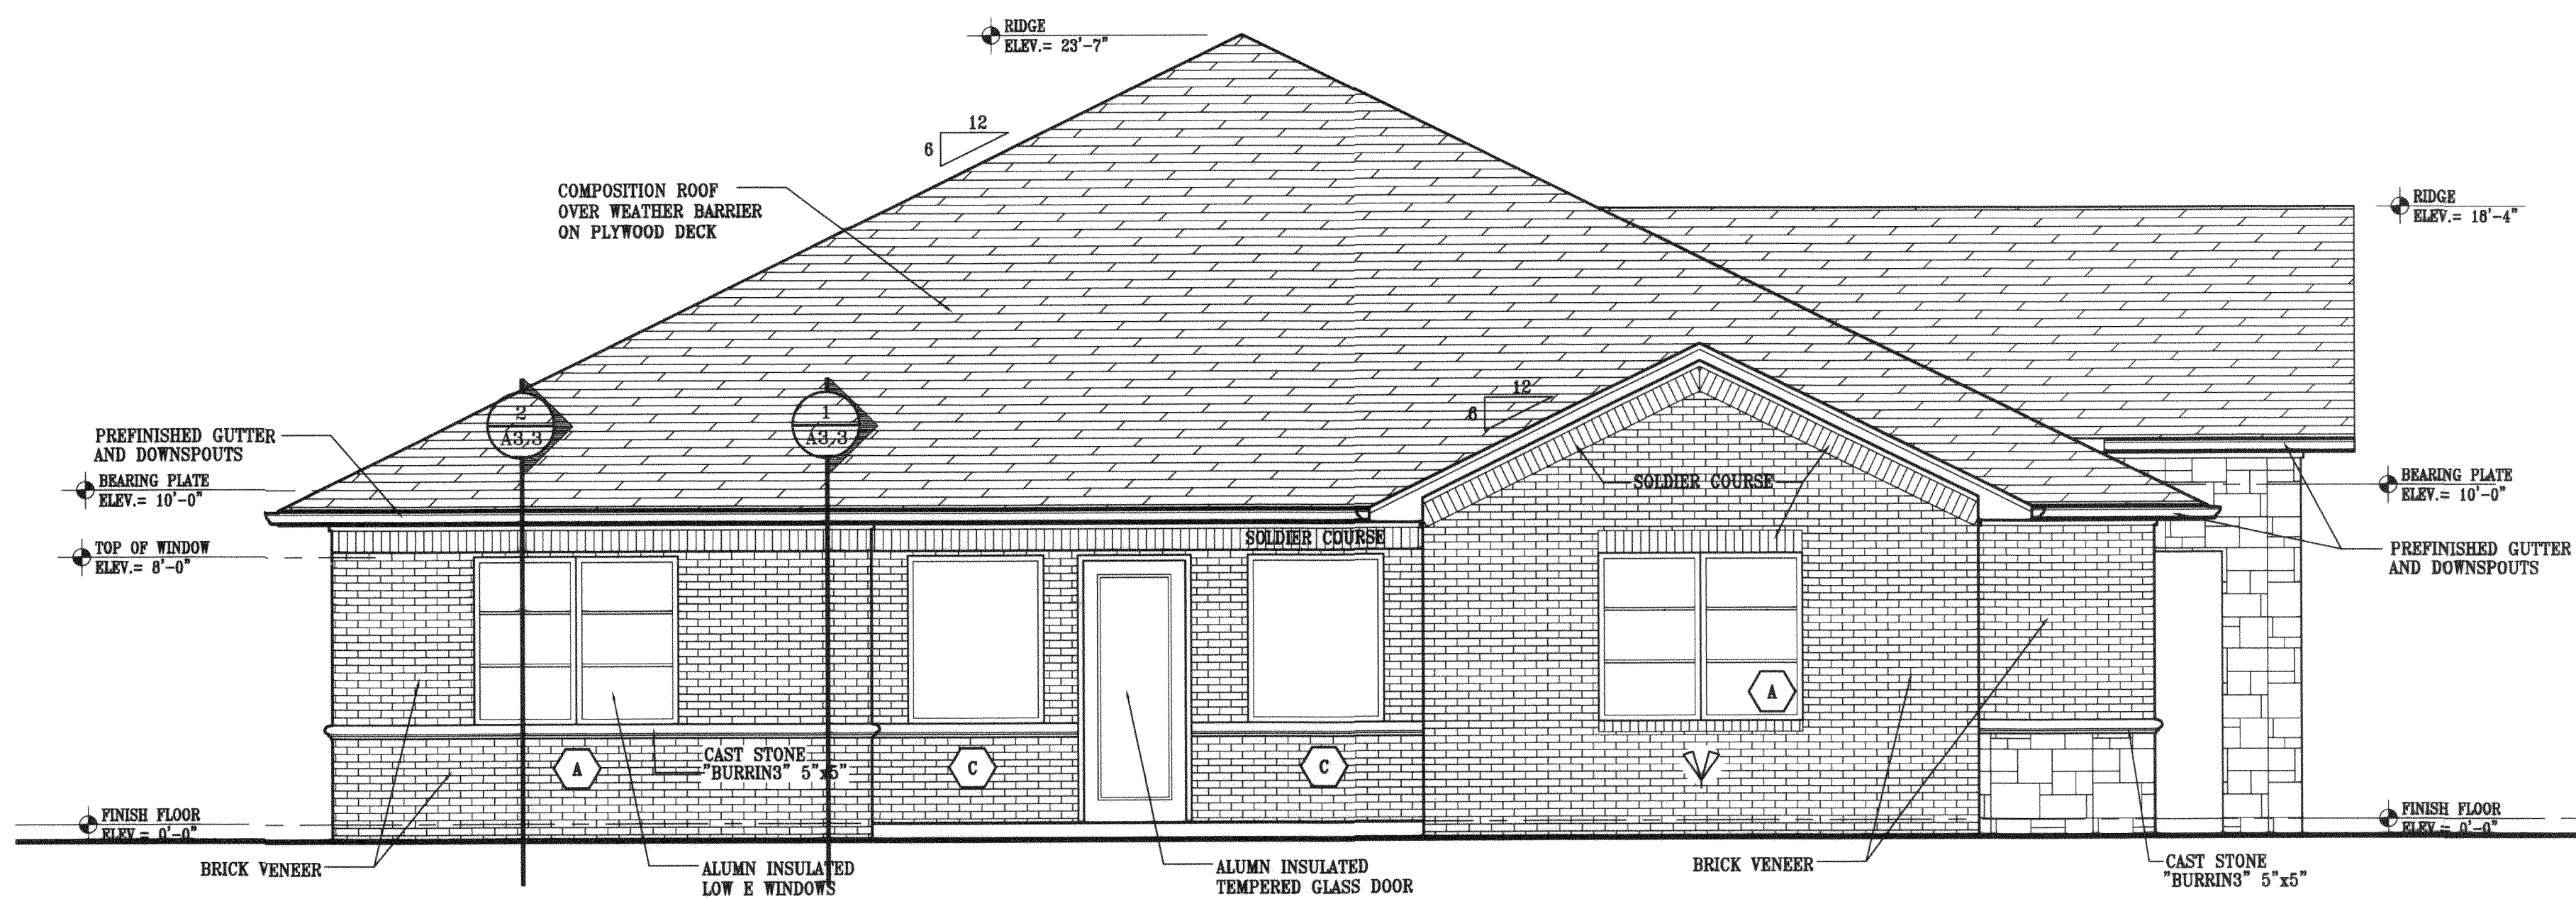 RIDGE
ELEV.= 23'-7"
12
6
COMPOSITION ROOF
OVER WEATHER BARRIER
ON PLYWOOD DECK
RIDGE
ELEV.= 18'-4"
12
6
2
A3,3
1
A3,3
PREFINISHED GUTTER
AND DOWNSPOUTS
BEARING PLATE
ELEV.= 10'-0"
SOLDIER COURSE
BEARING PLATE
ELEV.= 10'-0"
SOLDIER COURSE
TOP OF WINDOW
ELEV.= 8'-0"
PREFINISHED GUTTER
AND DOWNSPOUTS
A
CAST STONE
"BURRIN3" 5"x5"
A
C
C
FINISH FLOOR
ELEV.= 0'-0"
FINISH FLOOR
ELEV.= 0'-0"
BRICK VENEER
ALUMN INSULATED
LOW E WINDOWS
ALUMN INSULATED
TEMPERED GLASS DOOR
BRICK VENEER
CAST STONE
"BURRIN3" 5"x5"